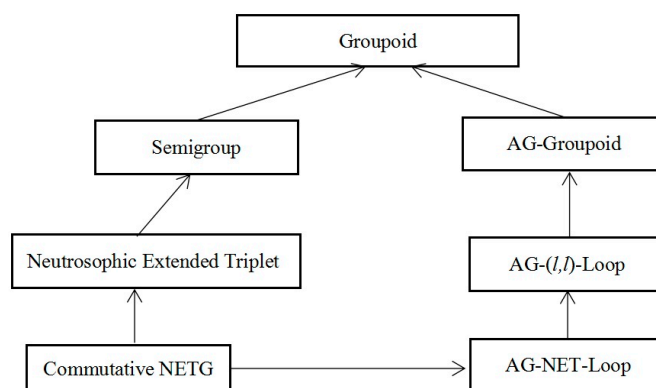 Groupoid
Semigroup
AG-Groupoid
Neutrosophic Extended Triplet
AG-(l,l)-Loop
Commutative NETG
AG-NET-Loop